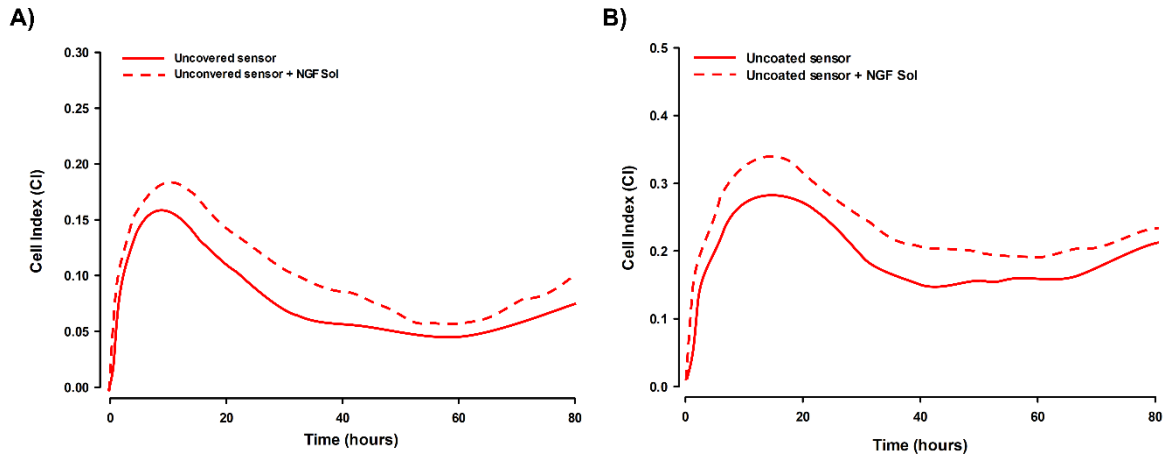 A)
Uncovered sensor
Unconvered sensor + NGF Sol
0.30
0.25
0.20
0.15
0.10
0.05
0.00
Cell Index (CI)
0
20
40
60
80
Time (hours)
B)
Uncoated sensor
Uncoated sensor + NGF Sol
0.5
0.4
0.3
0.2
0.1
0.0
Cell Index (CI)
0
20
40
60
80
Time (hours)